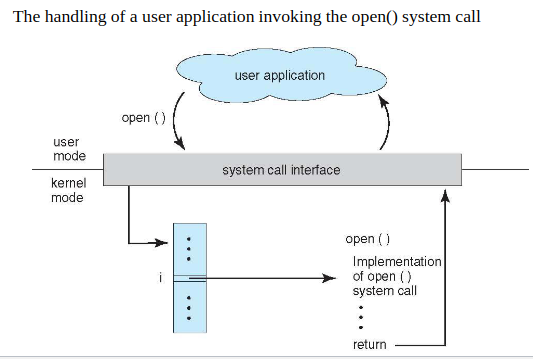 The handling of a user application invoking the open() system call
user application
open ( )
user
mode
system call interface
kernel
mode
open ( )
i
Implementation
of open ( )
system call
return